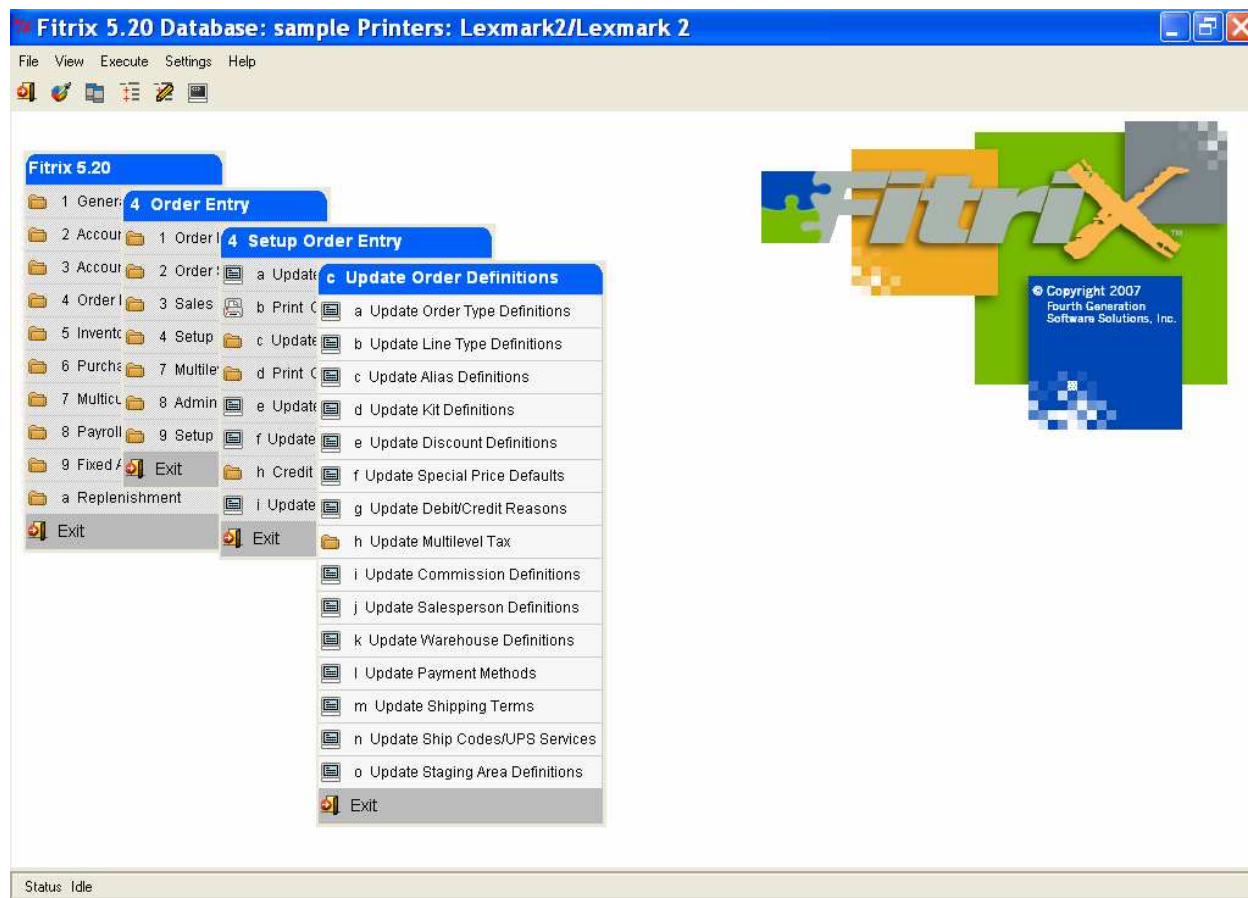 Fitrix 5.20 Database: sample Printers: Lexmark2/Lexmark 2
File View Execute Settings Help
Fitrix 5.20
1 Gener
2 Accour
3 Accour
4 Order
5 Invento
6 Purcha
7 Multicu
8 Payroll
9 Fixed
a Replenishment
Exit
4 Order Entry
1 Order
2 Order
3 Sales
4 Setup
7 Multile
8 Admin
9 Setup
Exit
4 Setup Order Entry
a Update
b Print
c Update
d Print
e Update
f Update
h Credit
i Update
Exit
c Update Order Definitions
a Update Order Type Definitions
b Update Line Type Definitions
c Update Alias Definitions
d Update Kit Definitions
e Update Discount Definitions
f Update Special Price Defaults
g Update Debit/Credit Reasons
h Update Multilevel Tax
i Update Commission Definitions
j Update Salesperson Definitions
k Update Warehouse Definitions
l Update Payment Methods
m Update Shipping Terms
n Update Ship Codes/UPS Services
o Update Staging Area Definitions
Exit
FitriX TM
© Copyright 2007
Fourth Generation
Software Solutions, Inc.
Status Idle